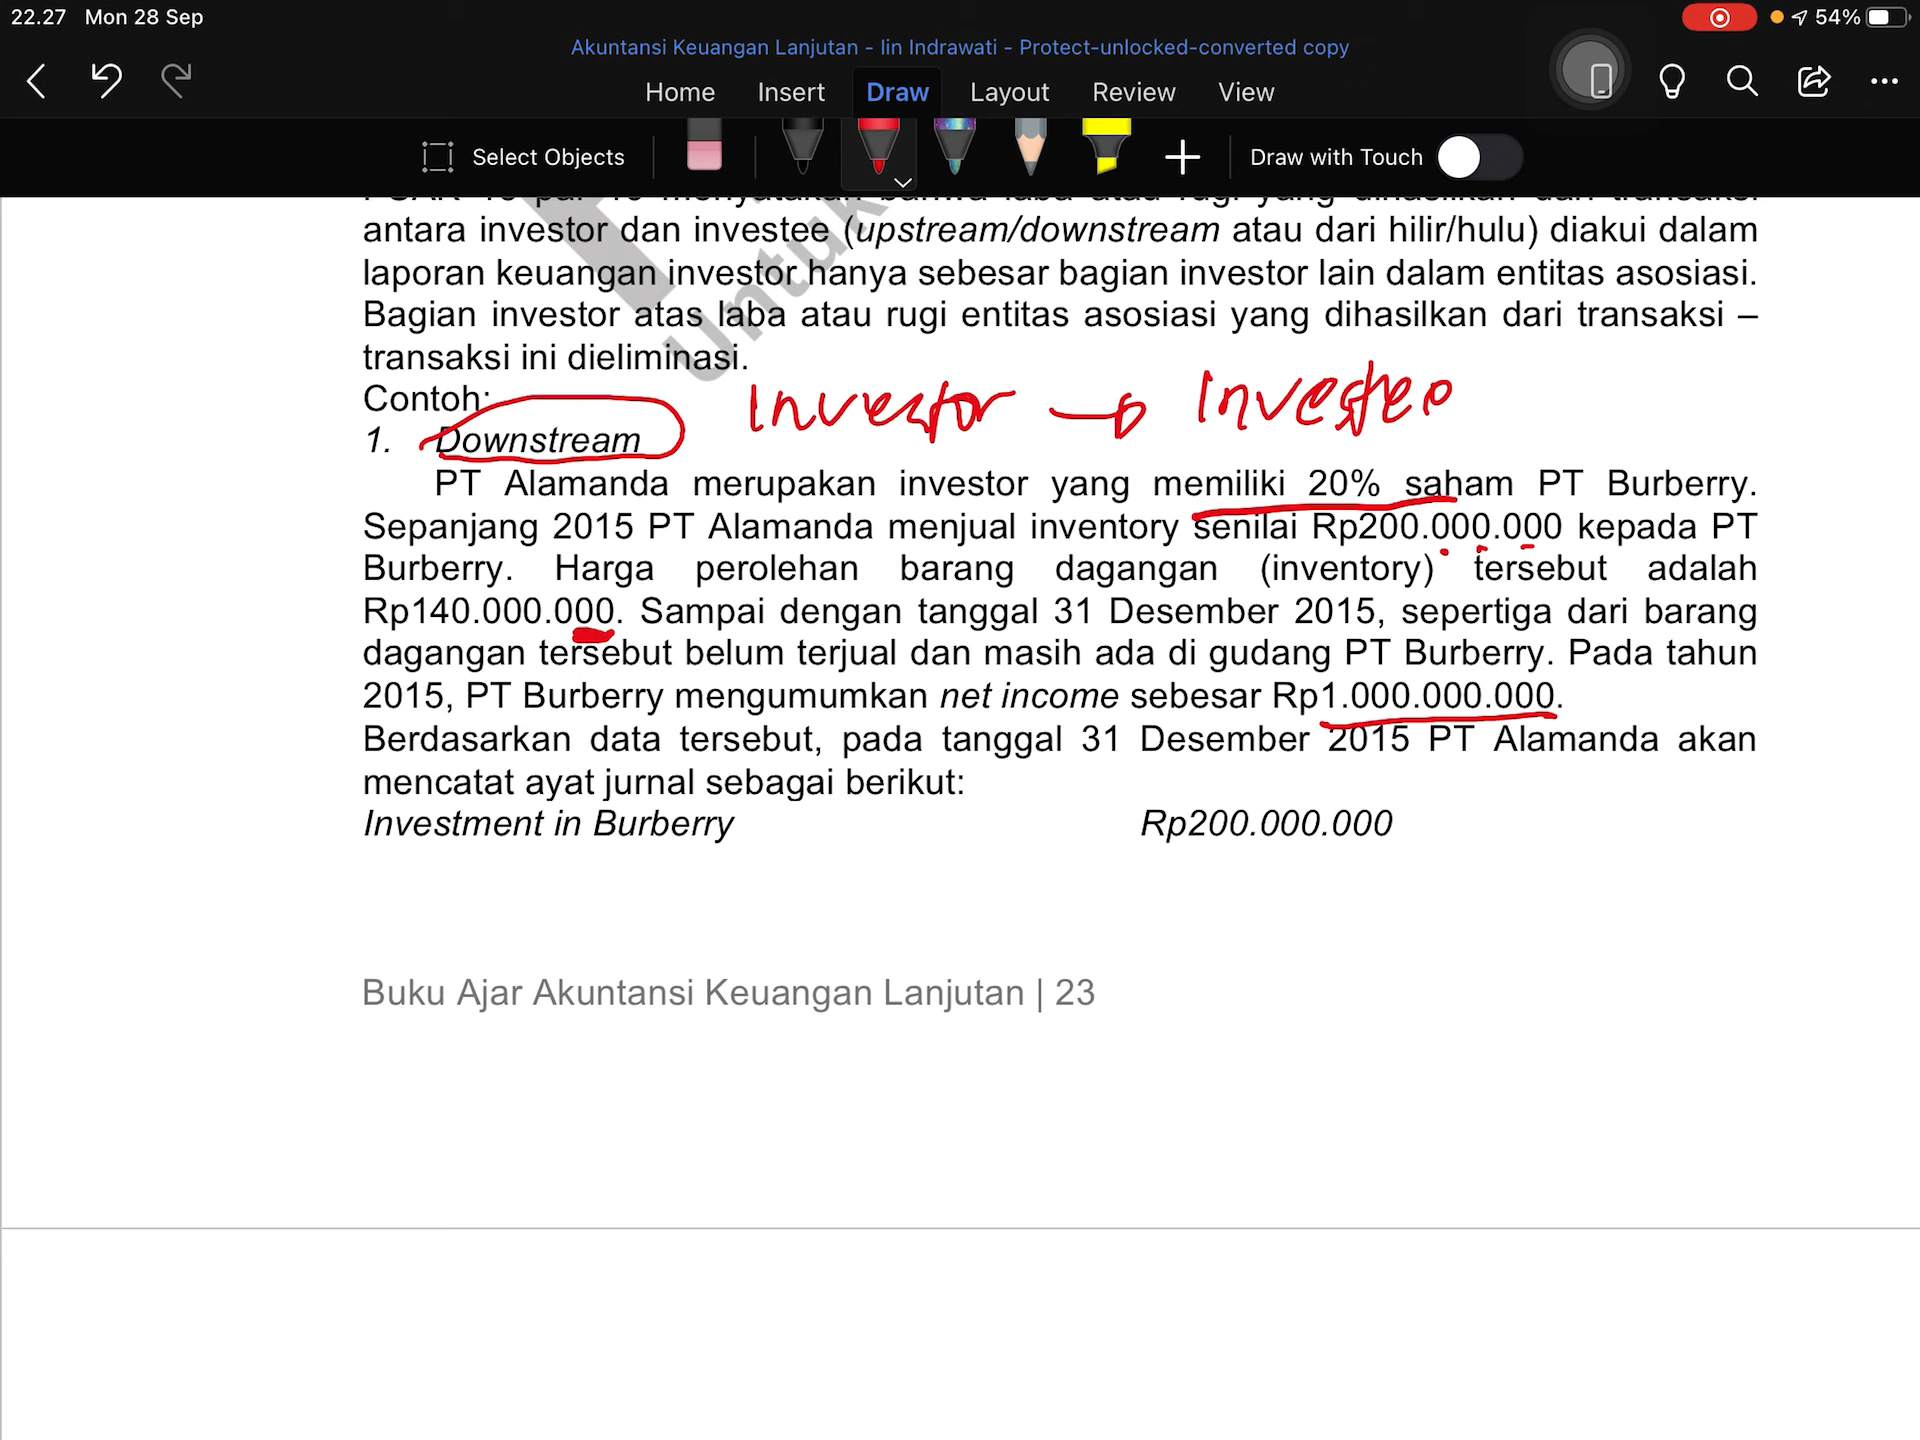 22.27 Mon 28 Sep
54%
Akuntansi Keuangan Lanjutan - Iin Indrawati - Protect-unlocked-converted copy
Home Insert Draw Layout Review View
Select Objects
Draw with Touch
antara investor dan investee (upstream/downstream atau dari hilir/hulu) diakui dalam
laporan keuangan investor hanya sebesar bagian investor lain dalam entitas asosiasi.
Bagian investor atas laba atau rugi entitas asosiasi yang dihasilkan dari transaksi –
transaksi ini dieliminasi.
Untuk
Contoh:
Investor → Investee
1. Downstream
PT Alamanda merupakan investor yang memiliki 20% saham PT Burberry.
Sepanjang 2015 PT Alamanda menjual inventory senilai Rp200.000.000 kepada PT
Burberry. Harga perolehan barang dagangan (inventory) tersebut adalah
Rp140.000.000. Sampai dengan tanggal 31 Desember 2015, sepertiga dari barang
dagangan tersebut belum terjual dan masih ada di gudang PT Burberry. Pada tahun
2015, PT Burberry mengumumkan net income sebesar Rp1.000.000.000.
Berdasarkan data tersebut, pada tanggal 31 Desember 2015 PT Alamanda akan
mencatat ayat jurnal sebagai berikut:
Investment in Burberry Rp200.000.000
Buku Ajar Akuntansi Keuangan Lanjutan | 23